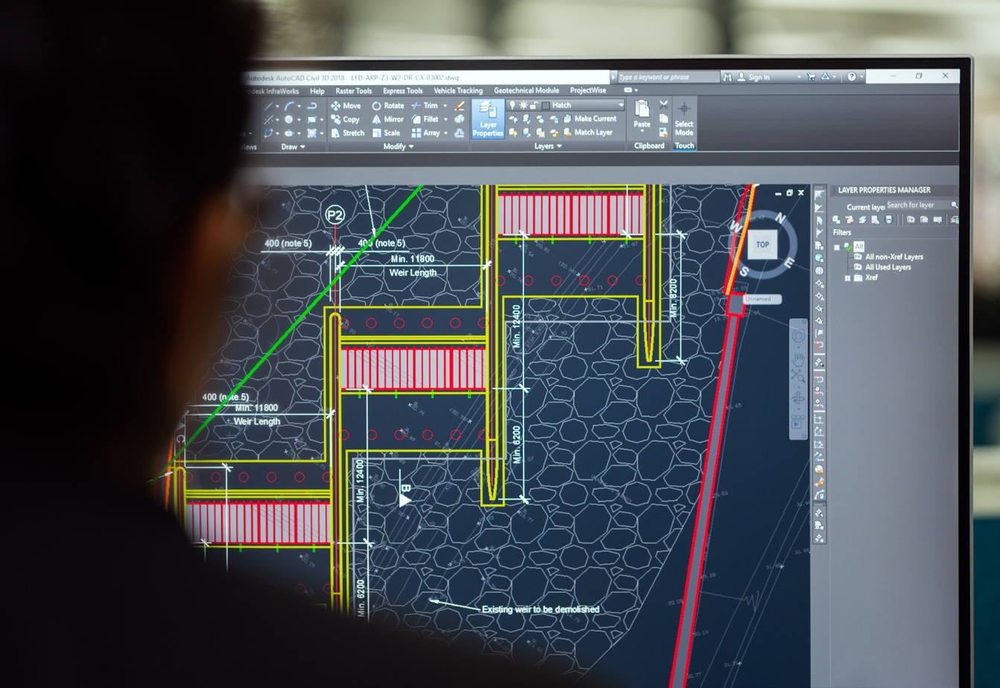 Autodesk AutoCAD Civil 3D 2018 LFD-ARP-Z3-W2-DR-CX-03002.dwg
Type a keyword or phrase
Sign In
InfraWorks Help Raster Tools Express Tools Vehicle Tracking Geotechnical Module ProjectWise
Move Rotate Trim
Copy Mirror Fillet
Stretch Scale Array
Draw
Modify
Layer
Properties
Hatch
Make Current
Match Layer
Layers
Paste
Clipboard
Select
Mode
Touch
P2
400 (note 5)
400 (note 5)
Min. 11800
Weir Length
Min. 12400
Min. 8200
400 (note 5)
Min. 11800
Weir Length
Min. 12400
Min. 6200
B
Min. 6200
Existing weir to be demolished
N
W
TOP
E
S
Unnamed
LAYER PROPERTIES MANAGER
Current laye
Search for layer
Filters
All
All non-Xref Layers
All Used Layers
Xref